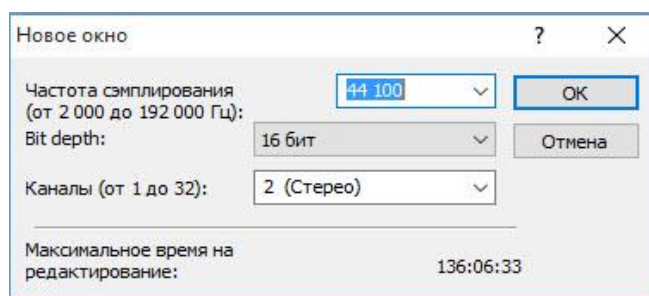 Новое окно ? X
Частота сэмплирования
(от 2 000 до 192 000 Гц): 44 100 OK
Bit depth: 16 бит Отмена
Каналы (от 1 до 32): 2 (Стерео)
Максимальное время на
редактирование: 136:06:33